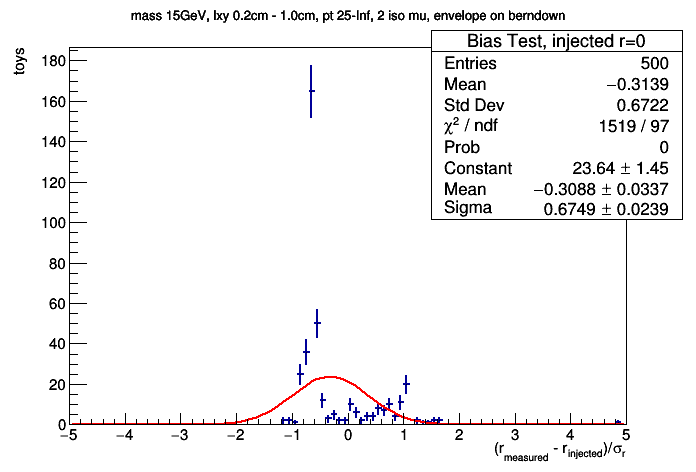 mass 15GeV, lxy 0.2cm - 1.0cm, pt 25-Inf, 2 iso mu, envelope on berndown
Bias Test, injected r=0
Entries 500
Mean −0.3139
Std Dev 0.6722
χ² / ndf 1519 / 97
Prob 0
Constant 23.64 ± 1.45
Mean −0.3088 ± 0.0337
Sigma 0.6749 ± 0.0239
toys
180
160
140
120
100
80
60
40
20
0
−5 −4 −3 −2 −1 0 1 2 3 4 5
(r_measured - r_injected)/σ_r